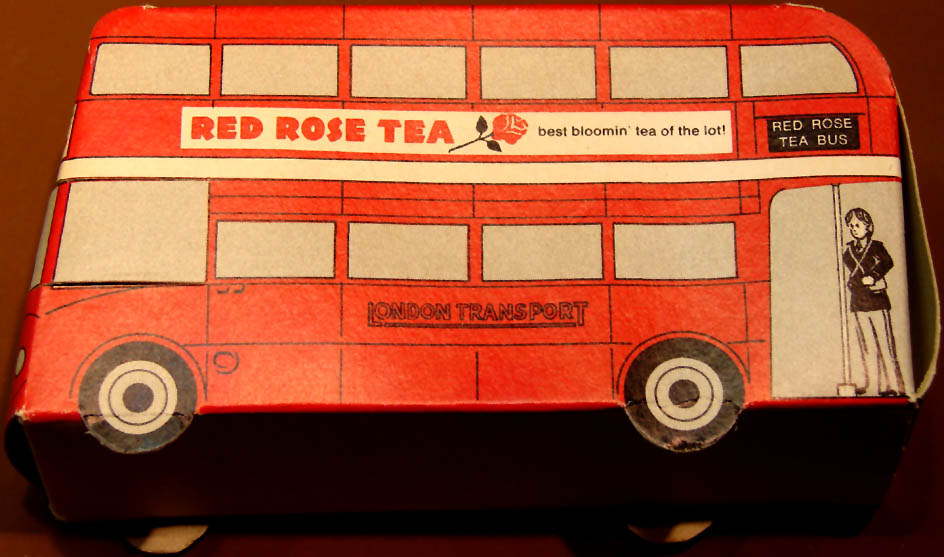 RED ROSE TEA best bloomin' tea of the lot!
RED ROSE
TEA BUS
LONDON TRANSPORT